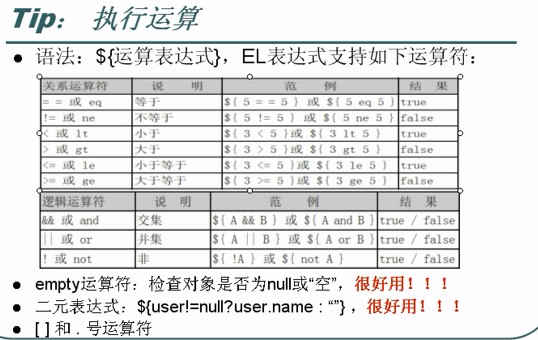 Tip： 执行运算
● 语法：${运算表达式}，EL表达式支持如下运算符：
关系运算符 说 明 范 例 结 果
= = 或 eq 等于 ${ 5 = = 5 } 或 ${ 5 eq 5 } true
!= 或 ne 不等于 ${ 5 != 5 } 或 ${ 5 ne 5 } false
< 或 lt 小于 ${ 3 < 5 }或 ${ 3 lt 5 } true
> 或 gt 大于 ${ 3 > 5 }或 ${ 3 gt 5 } false
<= 或 le 小于等于 ${ 3 <= 5 }或 ${ 3 le 5 } true
>= 或 ge 大于等于 ${ 3 >= 5 }或 ${ 3 ge 5 } false
逻辑运算符 说 明 范 例 结 果
&& 或 and 交集 ${ A && B } 或 ${ A and B } true / false
|| 或 or 并集 ${ A || B } 或 ${ A or B } true / false
! 或 not 非 ${ !A } 或 ${ not A } true / false
● empty运算符：检查对象是否为null或“空”，很好用！！！
● 二元表达式：${user!=null?user.name : “”} ，很好用！！！
● [ ] 和 . 号运算符